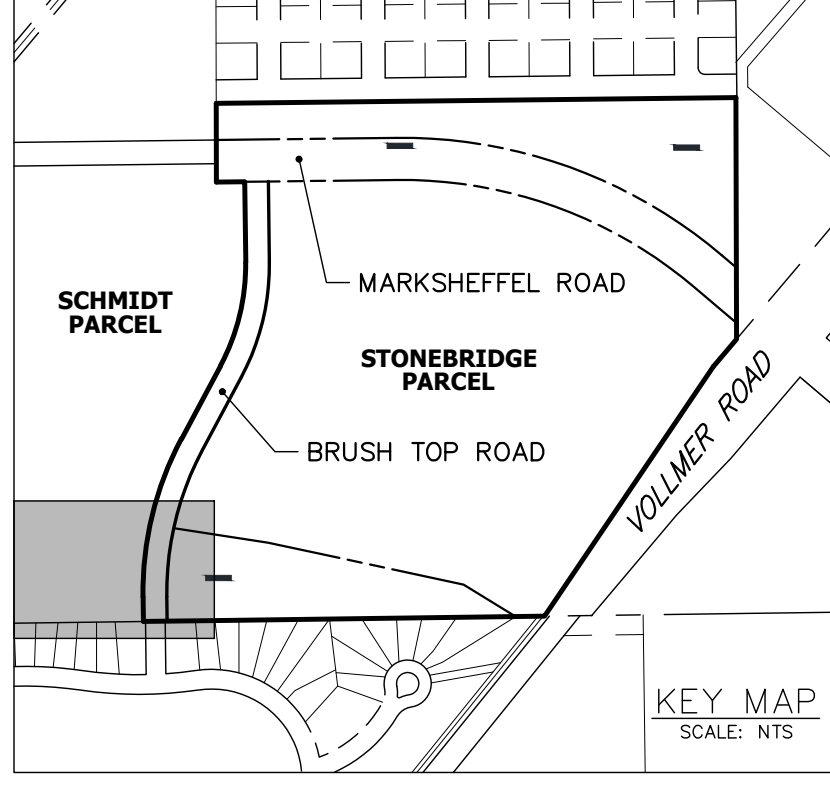 MARKSHEFFEL ROAD
SCHMIDT
PARCEL
STONEBRIDGE
PARCEL
VOLLMER ROAD
BRUSH TOP ROAD
KEY MAP
SCALE: NTS